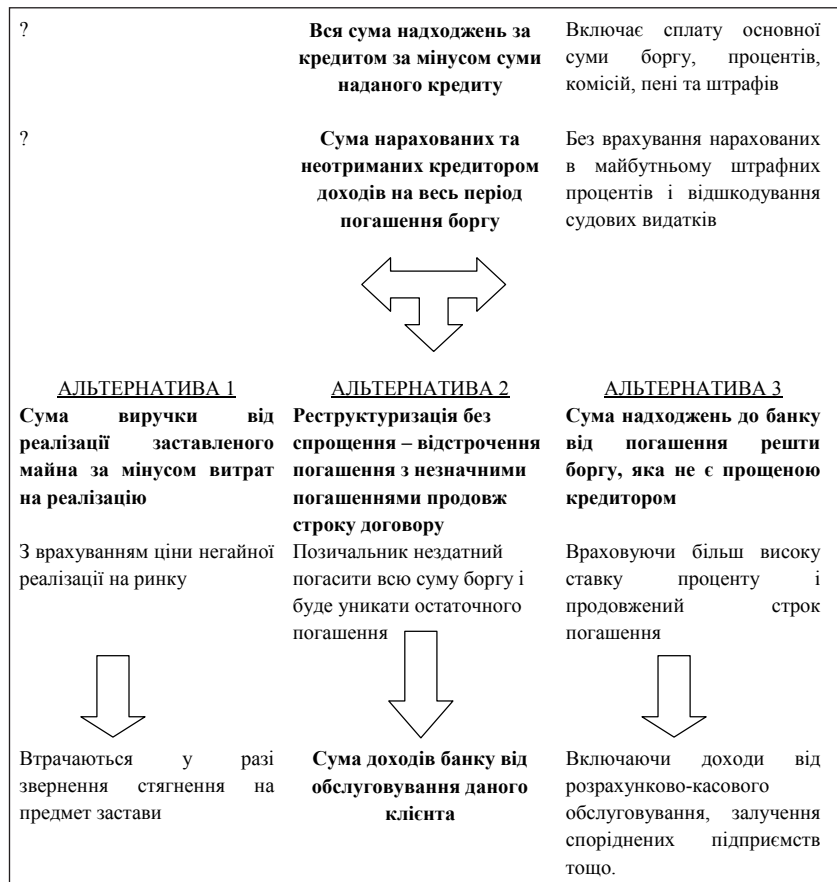 ?
Вся сума надходжень за
кредитом за мінусом суми
наданого кредиту
Включає сплату основної
суми боргу, процентів,
комісій, пені та штрафів
?
Сума нарахованих та
неотриманих кредитором
доходів на весь період
погашення боргу
Без врахування нарахованих
в майбутньому штрафних
процентів і відшкодування
судових видатків
АЛЬТЕРНАТИВА 1
Сума виручки від
реалізації заставленого
майна за мінусом витрат
на реалізацію
З врахуванням ціни негайної
реалізації на ринку
АЛЬТЕРНАТИВА 2
Реструктуризація без
спрощення – відстрочення
погашення з незначними
погашеннями продовж
строку договору
Позичальник нездатний
погасити всю суму боргу і
буде уникати остаточного
погашення
АЛЬТЕРНАТИВА 3
Сума надходжень до банку
від погашення решти
боргу, яка не є прощеною
кредитором
Враховуючи більш високу
ставку проценту і
продовжений строк
погашення
Втрачаються у разі
звернення стягнення на
предмет застави
Сума доходів банку від
обслуговування даного
клієнта
Включаючи доходи від
розрахунково-касового
обслуговування, залучення
споріднених підприємств
тощо.